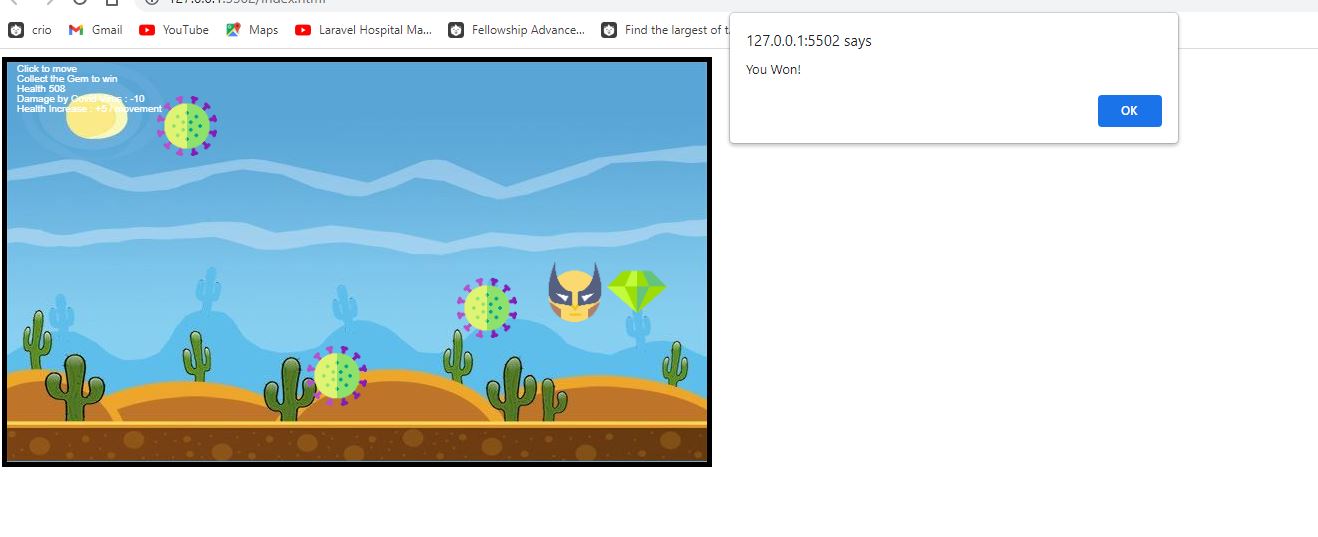 127.0.0.1:5502/index.html
crio
Gmail
YouTube
Maps
Laravel Hospital Ma...
Fellowship Advance...
Find the largest of t
127.0.0.1:5502 says
You Won!
OK
Click to move
Collect the Gem to win
Health 508
Damage by Covid Virus : -10
Health Increase : +5 / movement